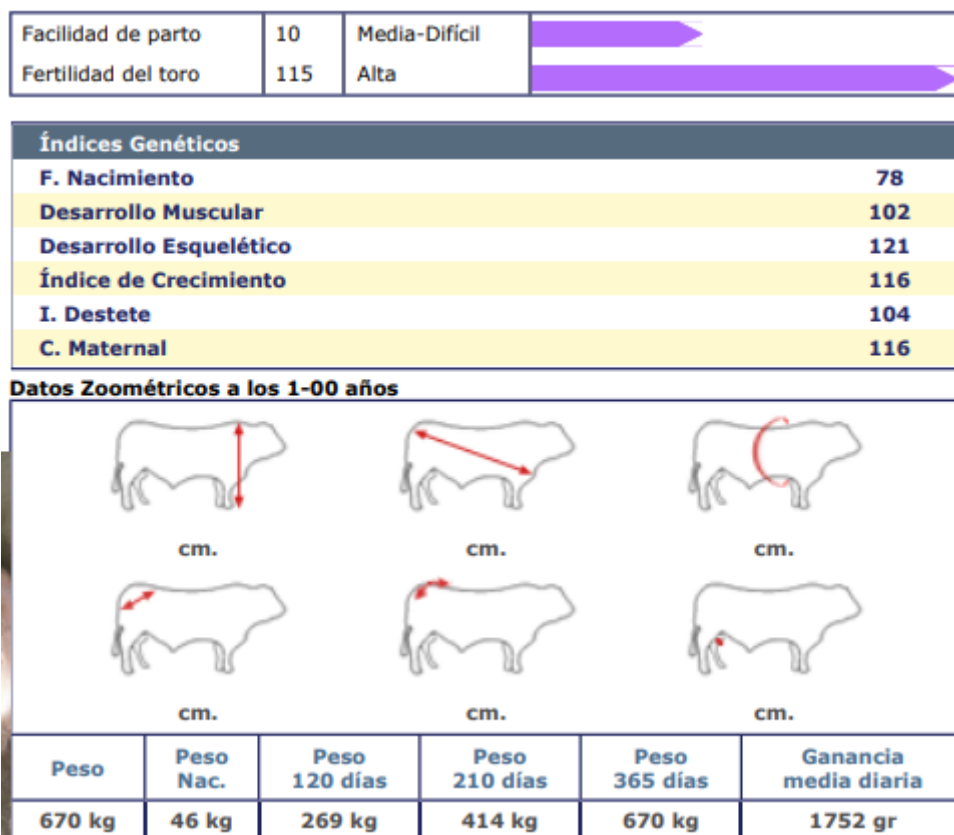 Facilidad de parto 10 Media-Difícil
Fertilidad del toro 115 Alta
Índices Genéticos
F. Nacimiento 78
Desarrollo Muscular 102
Desarrollo Esquelético 121
Índice de Crecimiento 116
I. Destete 104
C. Maternal 116
Datos Zoométricos a los 1-00 años
cm. cm. cm.
cm. cm. cm.
Peso Peso Nac. Peso 120 días Peso 210 días Peso 365 días Ganancia media diaria
670 kg 46 kg 269 kg 414 kg 670 kg 1752 gr